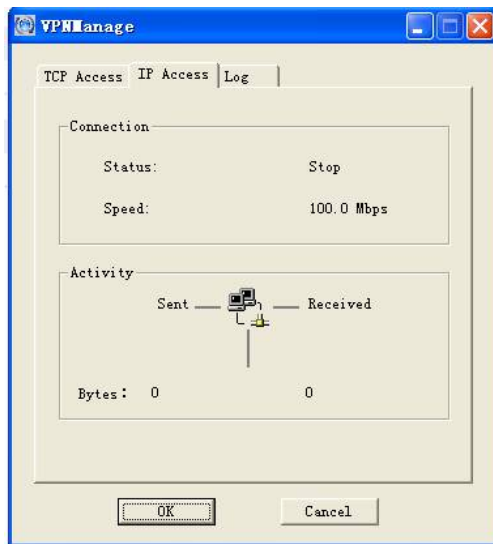 VPNManage
TCP Access IP Access Log
Connection
Status: Stop
Speed: 100.0 Mbps
Activity
Sent Received
Bytes: 0 0
OK Cancel